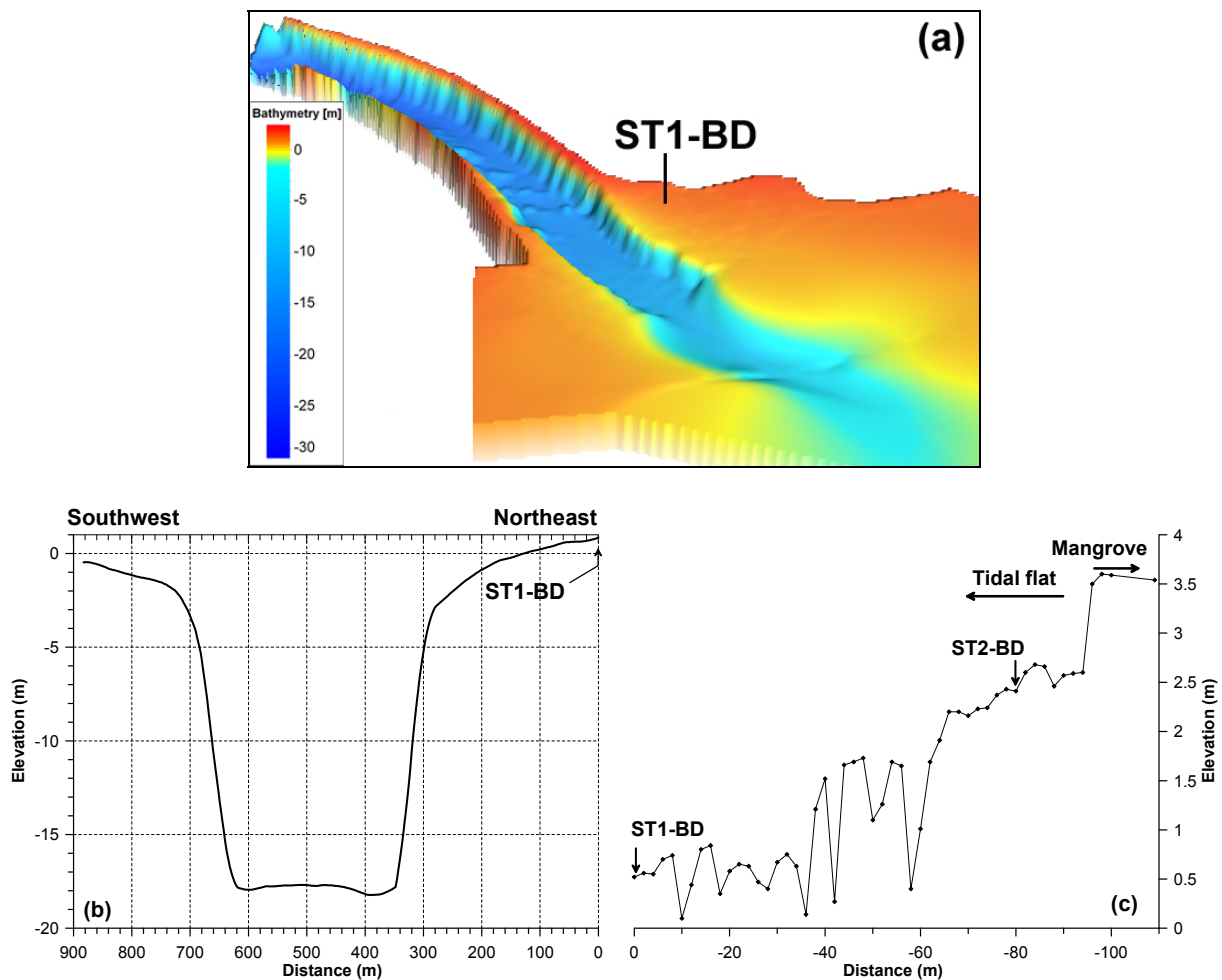 (a)
Bathymetry [m]
0
-5
-10
-15
-20
-25
-30
ST1-BD
Southwest
Northeast
0
-5
-10
-15
-20
Elevation (m)
ST1-BD
(b)
900 800 700 600 500 400 300 200 100 0
Distance (m)
Mangrove
Tidal flat
ST2-BD
ST1-BD
4
3.5
3
2.5
2
1.5
1
0.5
0
Elevation (m)
(c)
0 -20 -40 -60 -80 -100
Distance (m)